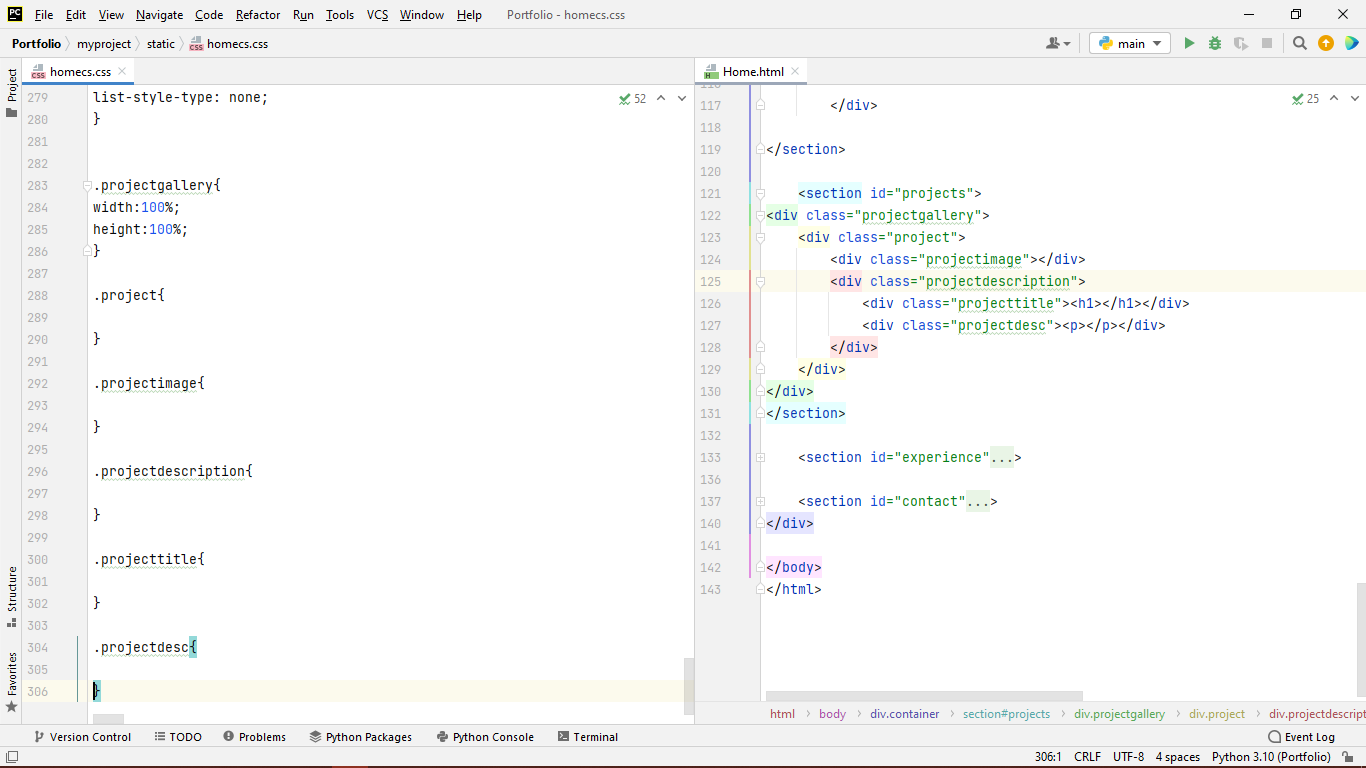 PC File Edit View Navigate Code Refactor Run Tools VCS Window Help Portfolio - homecs.css
Portfolio myproject static CSS homecs.css main
Project
CSS homecs.css
52
279 list-style-type: none;
280 }
281
282
283 .projectgallery{
284 width:100%;
285 height:100%;
286 }
287
288 .project{
289
290 }
291
292 .projectimage{
293
294 }
295
296 .projectdescription{
297
298 }
299
300 .projecttitle{
301
302 }
303
304 .projectdesc{
305
306 }
H Home.html
25
116
117 </div>
118
119 </section>
120
121 <section id="projects">
122 <div class="projectgallery">
123 <div class="project">
124 <div class="projectimage"></div>
125 <div class="projectdescription">
126 <div class="projecttitle"><h1></h1></div>
127 <div class="projectdesc"><p></p></div>
128 </div>
129 </div>
130 </div>
131 </section>
132
133 <section id="experience"...>
136
137 <section id="contact"...>
140 </div>
141
142 </body>
143 </html>
html body div.container section#projects div.projectgallery div.project div.projectdescript
Structure
Favorites
Version Control TODO Problems Python Packages Python Console Terminal Event Log
306:1 CRLF UTF-8 4 spaces Python 3.10 (Portfolio)